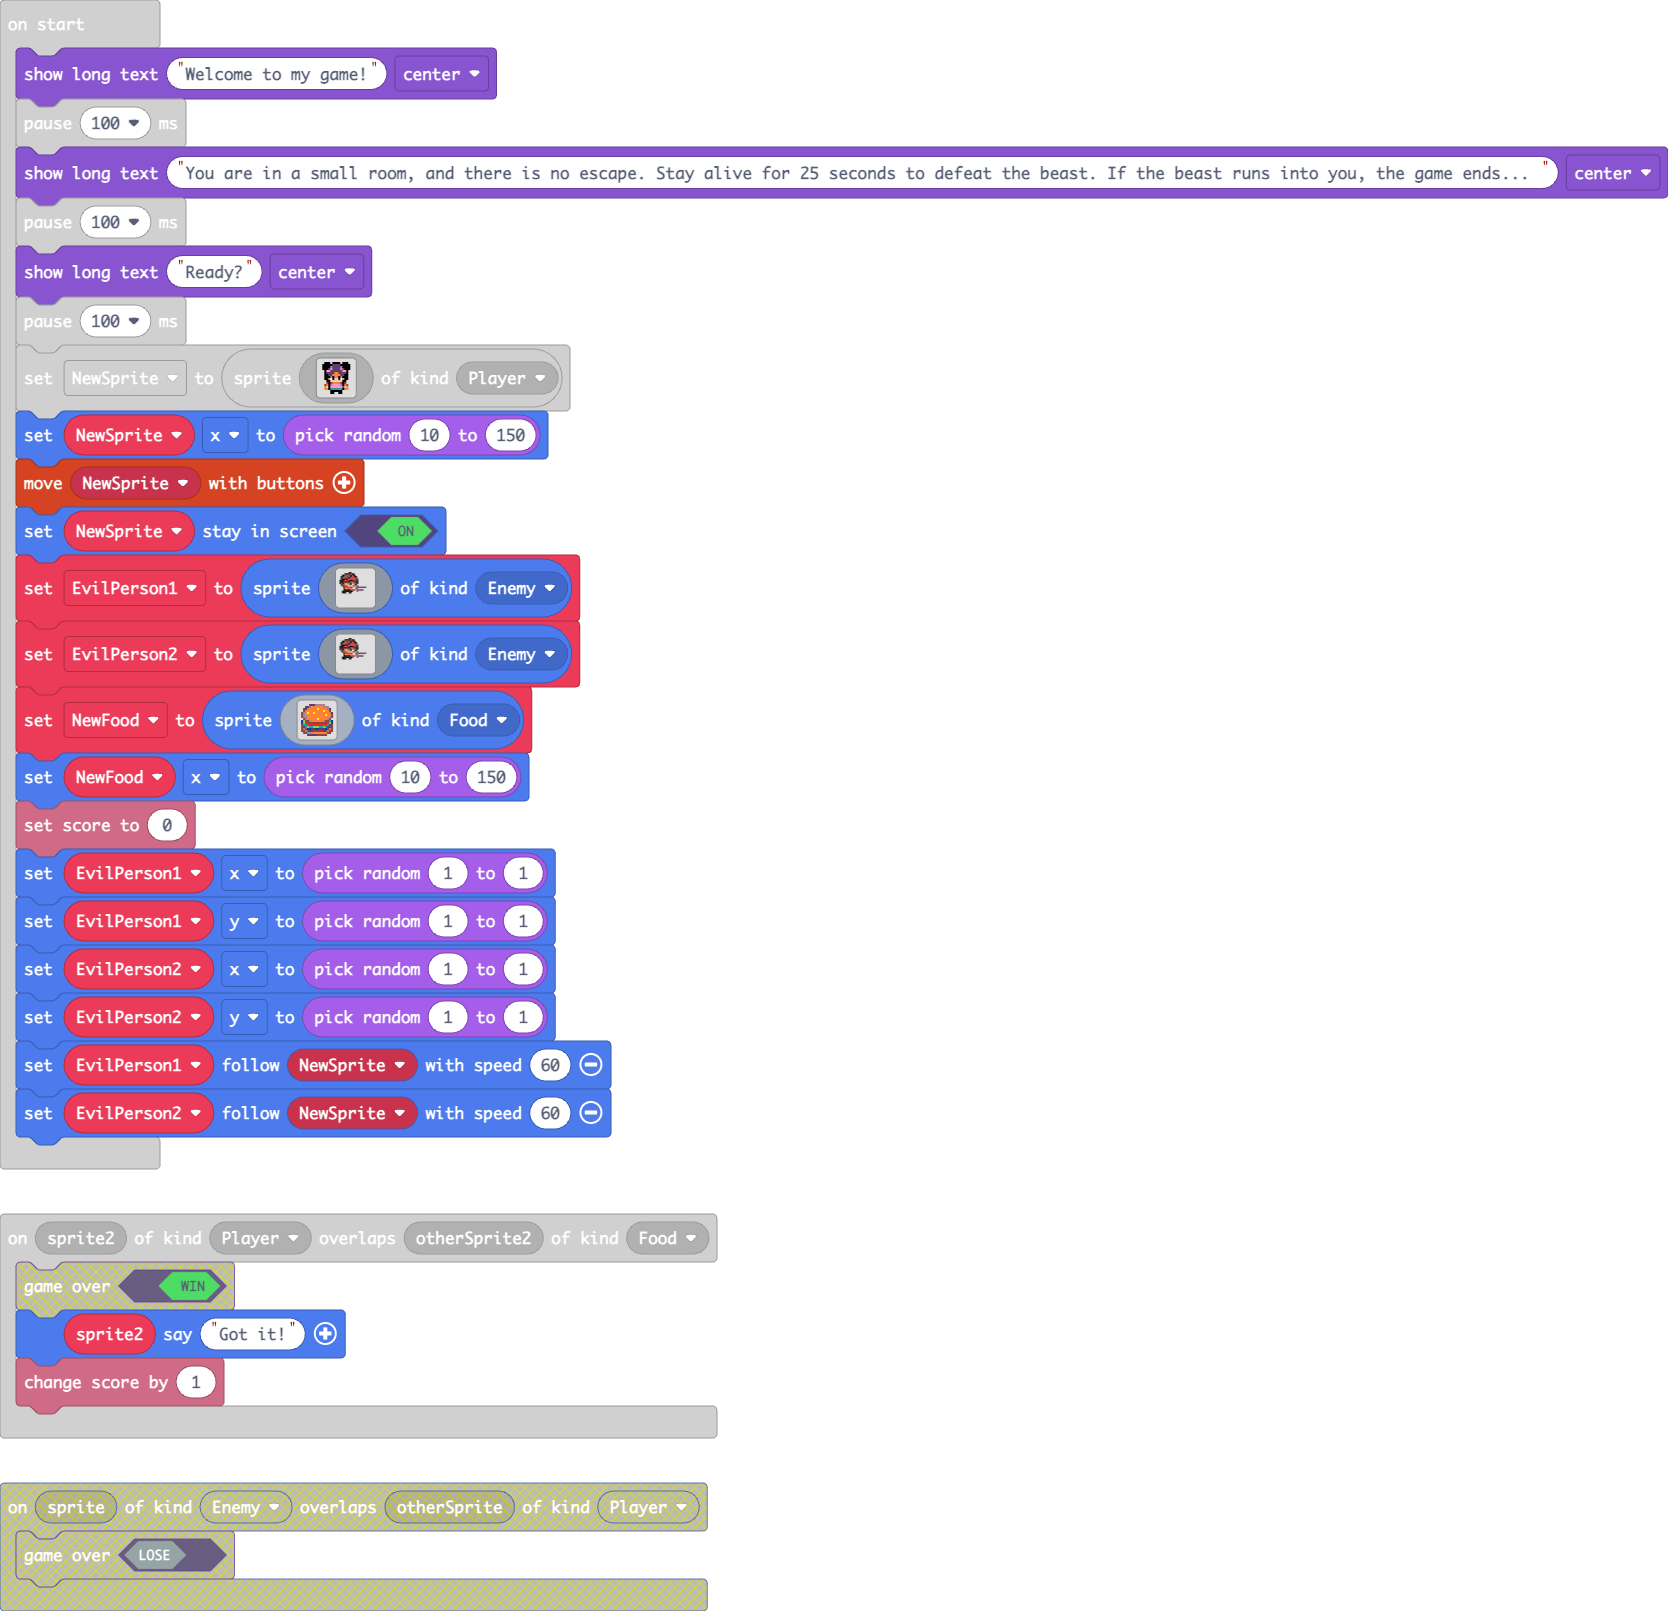 on start
show long text "Welcome to my game!" center
pause 100 ms
show long text "You are in a small room, and there is no escape. Stay alive for 25 seconds to defeat the beast. If the beast runs into you, the game ends... " center
pause 100 ms
show long text "Ready?" center
pause 100 ms
set NewSprite to sprite of kind Player
set NewSprite x to pick random 10 to 150
move NewSprite with buttons
set NewSprite stay in screen ON
set EvilPerson1 to sprite of kind Enemy
set EvilPerson2 to sprite of kind Enemy
set NewFood to sprite of kind Food
set NewFood x to pick random 10 to 150
set score to 0
set EvilPerson1 x to pick random 1 to 1
set EvilPerson1 y to pick random 1 to 1
set EvilPerson2 x to pick random 1 to 1
set EvilPerson2 y to pick random 1 to 1
set EvilPerson1 follow NewSprite with speed 60
set EvilPerson2 follow NewSprite with speed 60
on sprite2 of kind Player overlaps otherSprite2 of kind Food
game over WIN
sprite2 say "Got it!"
change score by 1
on sprite of kind Enemy overlaps otherSprite of kind Player
game over LOSE